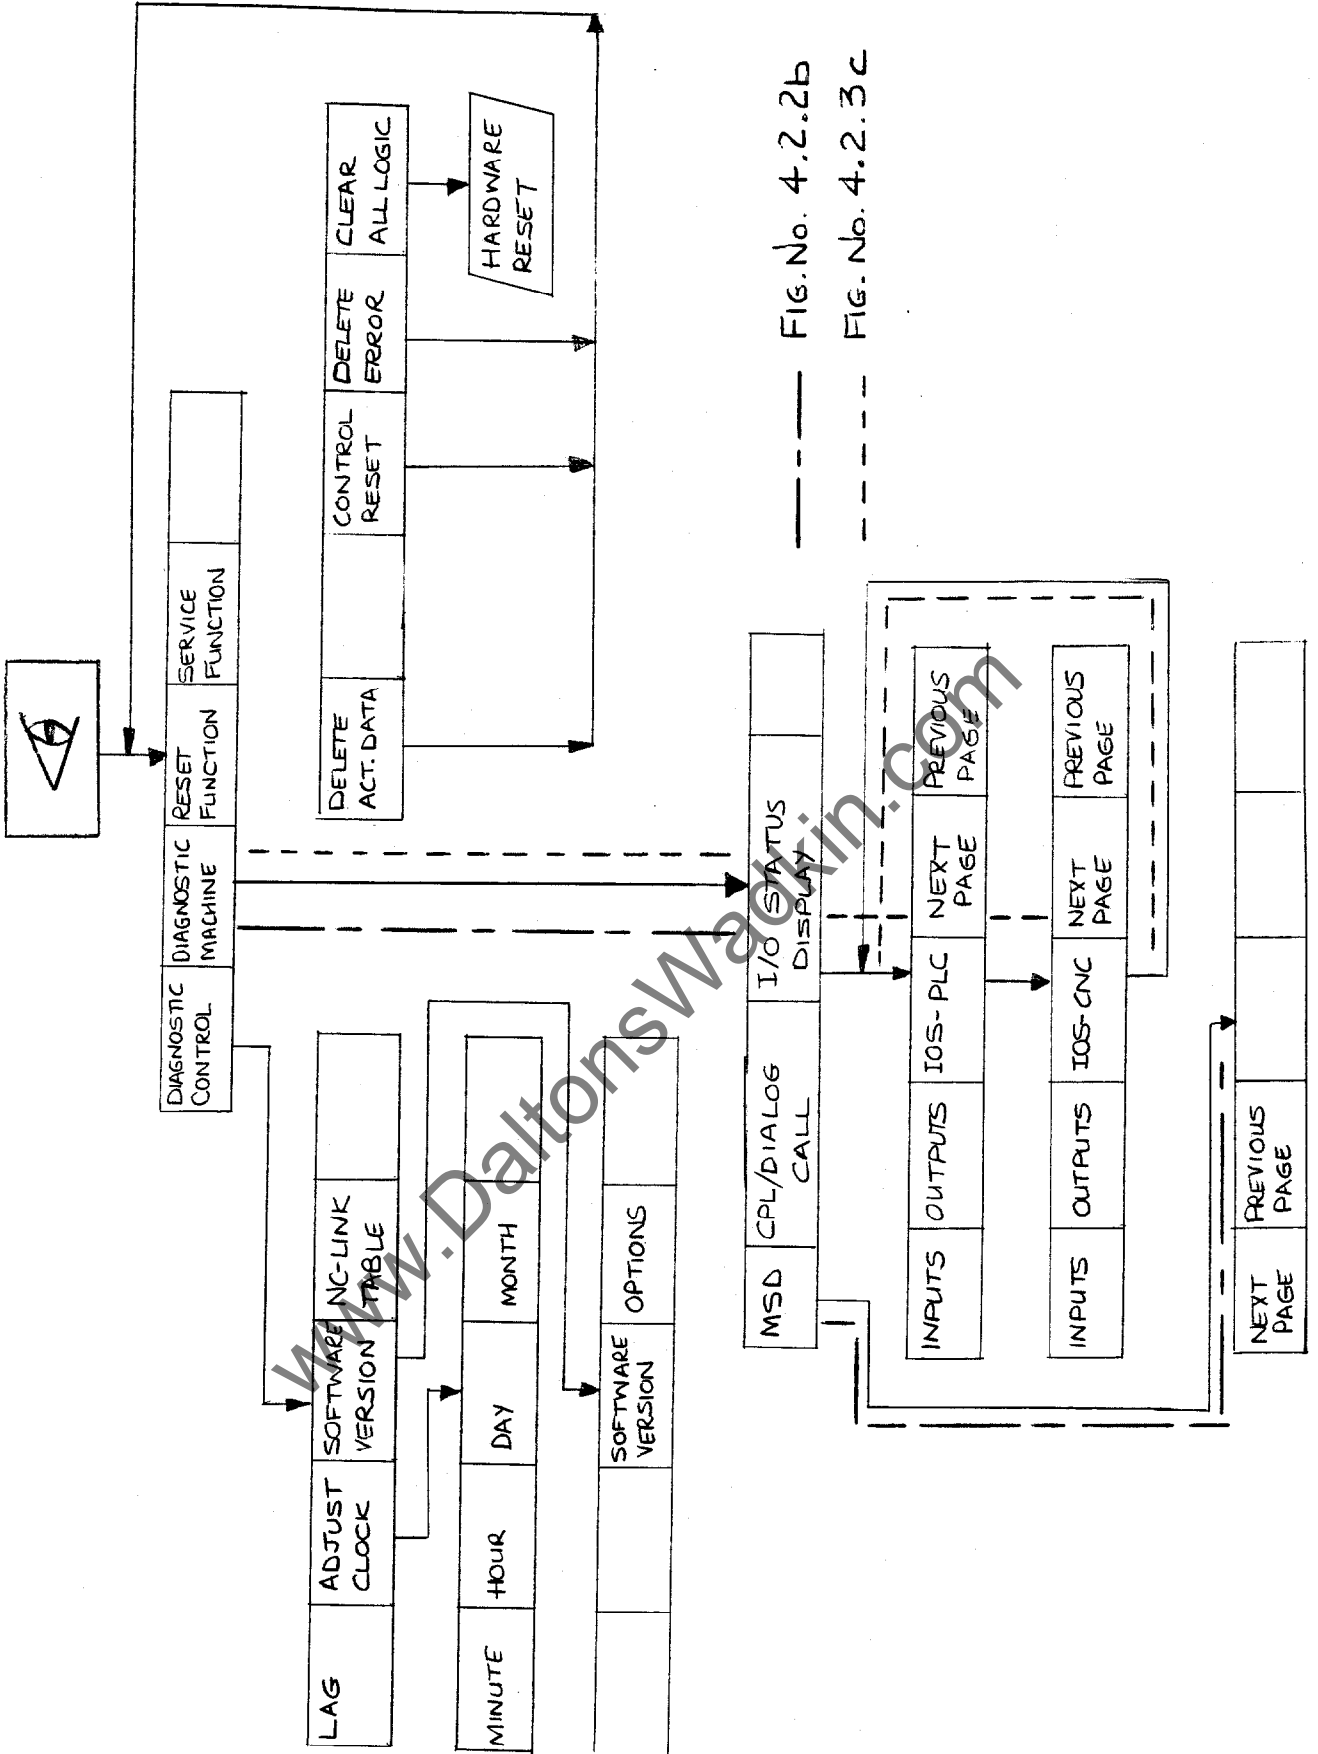 DIAGNOSTIC
CONTROL
DIAGNOSTIC
MACHINE
RESET
FUNCTION
SERVICE
FUNCTION
LAG
ADJUST
CLOCK
SOFTWARE
VERSION
NC-LINK
TABLE
DELETE
ACT. DATA
CONTROL
RESET
DELETE
ERROR
CLEAR
ALL LOGIC
MINUTE
HOUR
DAY
MONTH
HARDWARE
RESET
SOFTWARE
VERSION
OPTIONS
MSD
CPL/DIALOG
CALL
I/O STATUS
DISPLAY
FIG. No. 4.2.2b
FIG. No. 4.2.3c
INPUTS
OUTPUTS
IOS-PLC
NEXT
PAGE
PREVIOUS
PAGE
INPUTS
OUTPUTS
IOS-CNC
NEXT
PAGE
PREVIOUS
PAGE
NEXT
PAGE
PREVIOUS
PAGE
www.DaltonsWadkin.com